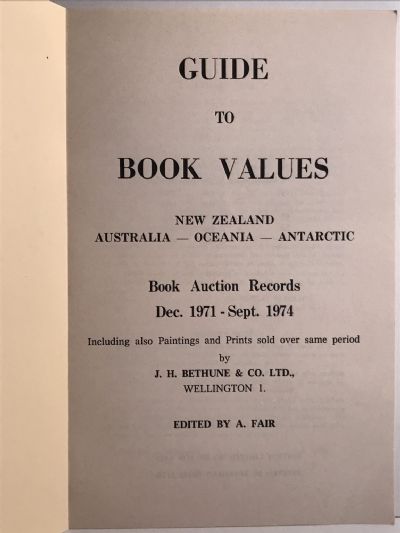 GUIDE
TO
BOOK VALUES
NEW ZEALAND
AUSTRALIA — OCEANIA — ANTARCTIC
Book Auction Records
Dec. 1971 - Sept. 1974
Including also Paintings and Prints sold over same period
by
J. H. BETHUNE & CO. LTD.,
WELLINGTON 1.
EDITED BY A. FAIR